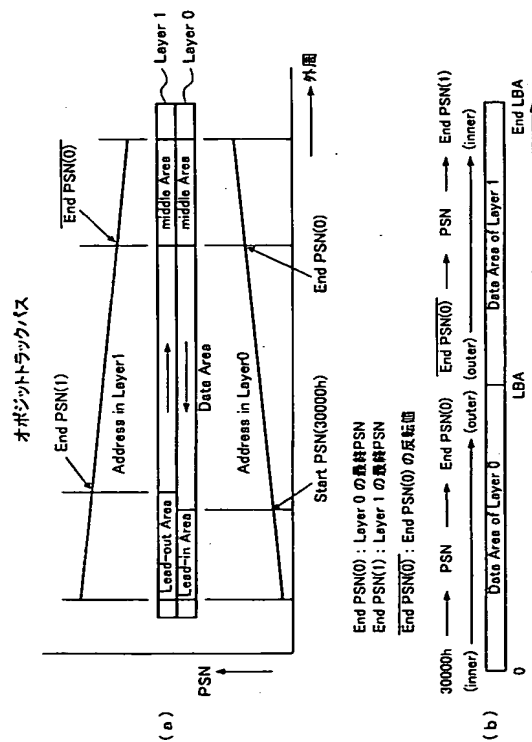 オポジットトラックパス
(a)
PSN
End PSN(1)
End PSN(0)
Address in Layer1
Layer 1
Layer 0
Lead-out Area
middle Area
Lead-in Area
middle Area
Data Area
Address in Layer0
Start PSN(30000h)
End PSN(0)
外周
End PSN(0) : Layer 0 の最終PSN
End PSN(1) : Layer 1 の最終PSN
End PSN(0) : End PSN(0) の反転値
(b)
30000h → PSN → End PSN(0) End PSN(0) → PSN → End PSN(1)
(inner) (outer) (outer) (inner)
Data Area of Layer 0
Data Area of Layer 1
0
LBA
End LBA